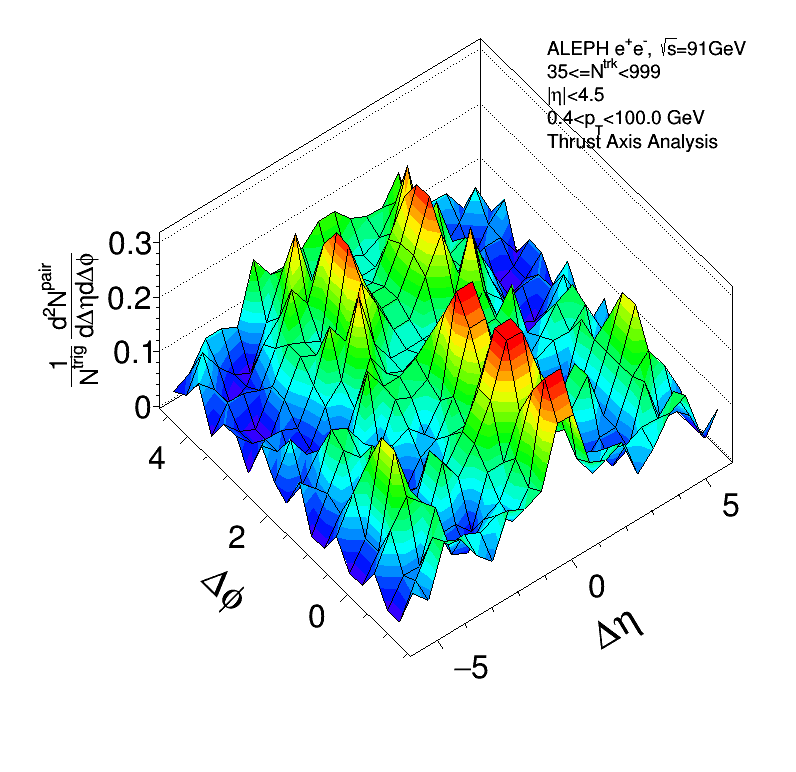 ALEPH e⁺e⁻, √s=91GeV
35<=N^trk<999
|η|<4.5
0.4<p_T<100.0 GeV
Thrust Axis Analysis
1/N^trig d²N^pair/dΔηdΔφ
0.3
0.2
0.1
0
4
2
0
Δφ
−5
0
5
Δη